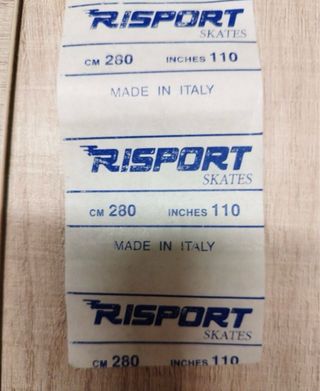 RISPORT
SKATES
CM 280 INCHES 110
MADE IN ITALY
RISPORT
SKATES
CM 280 INCHES 110
MADE IN ITALY
RISPORT
SKATES
CM 280 INCHES 110